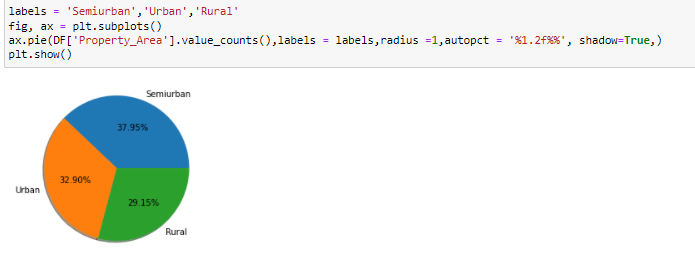 labels = 'Semiurban','Urban','Rural'
fig, ax = plt.subplots()
ax.pie(DF['Property_Area'].value_counts(),labels = labels,radius =1,autopct = '%1.2f%%', shadow=True,)
plt.show()
Semiurban
37.95%
32.90%
Urban
29.15%
Rural